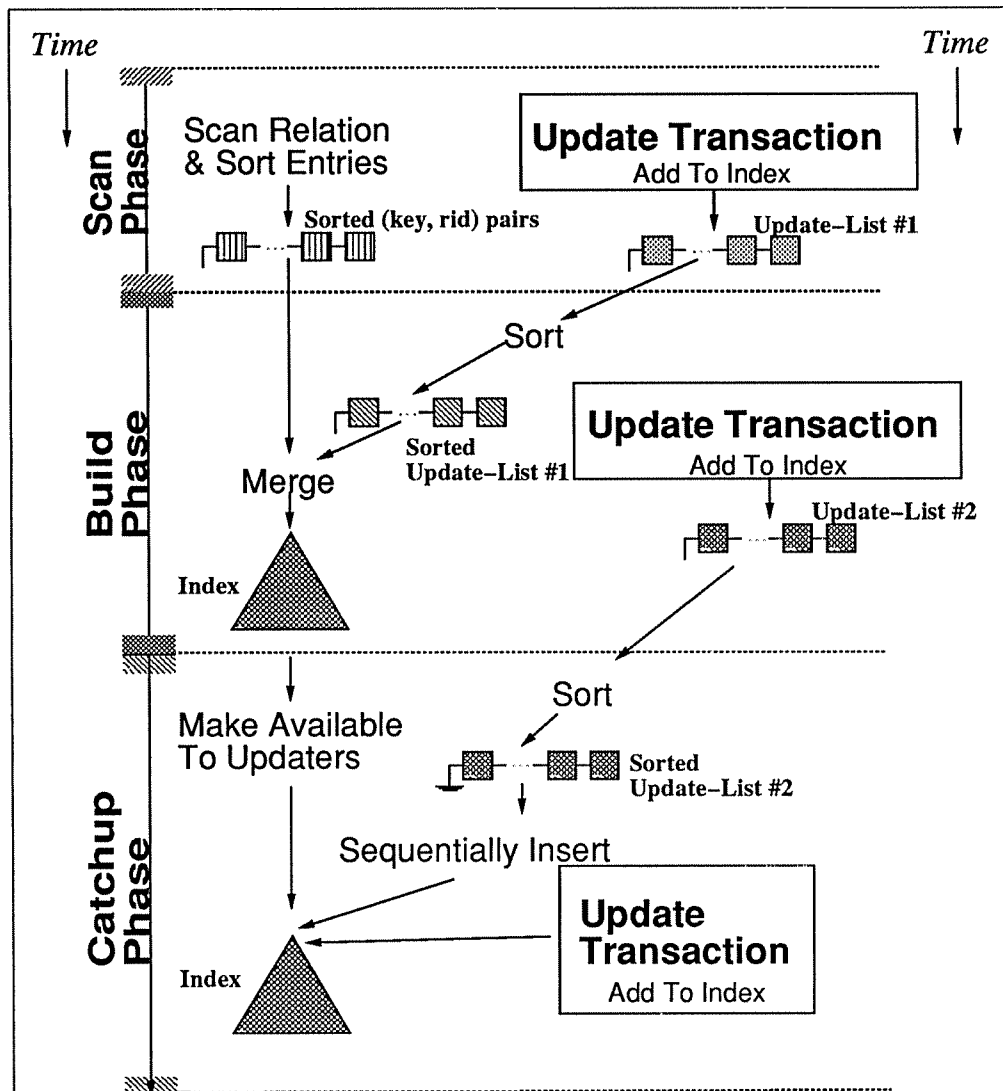 Time
Time
Scan Phase
Scan Relation
& Sort Entries
Update Transaction
Add To Index
Sorted (key, rid) pairs
Update-List #1
Build Phase
Sort
Sorted
Update-List #1
Update Transaction
Add To Index
Update-List #2
Merge
Index
Catchup Phase
Sort
Make Available
To Updaters
Sorted
Update-List #2
Sequentially Insert
Update
Transaction
Add To Index
Index